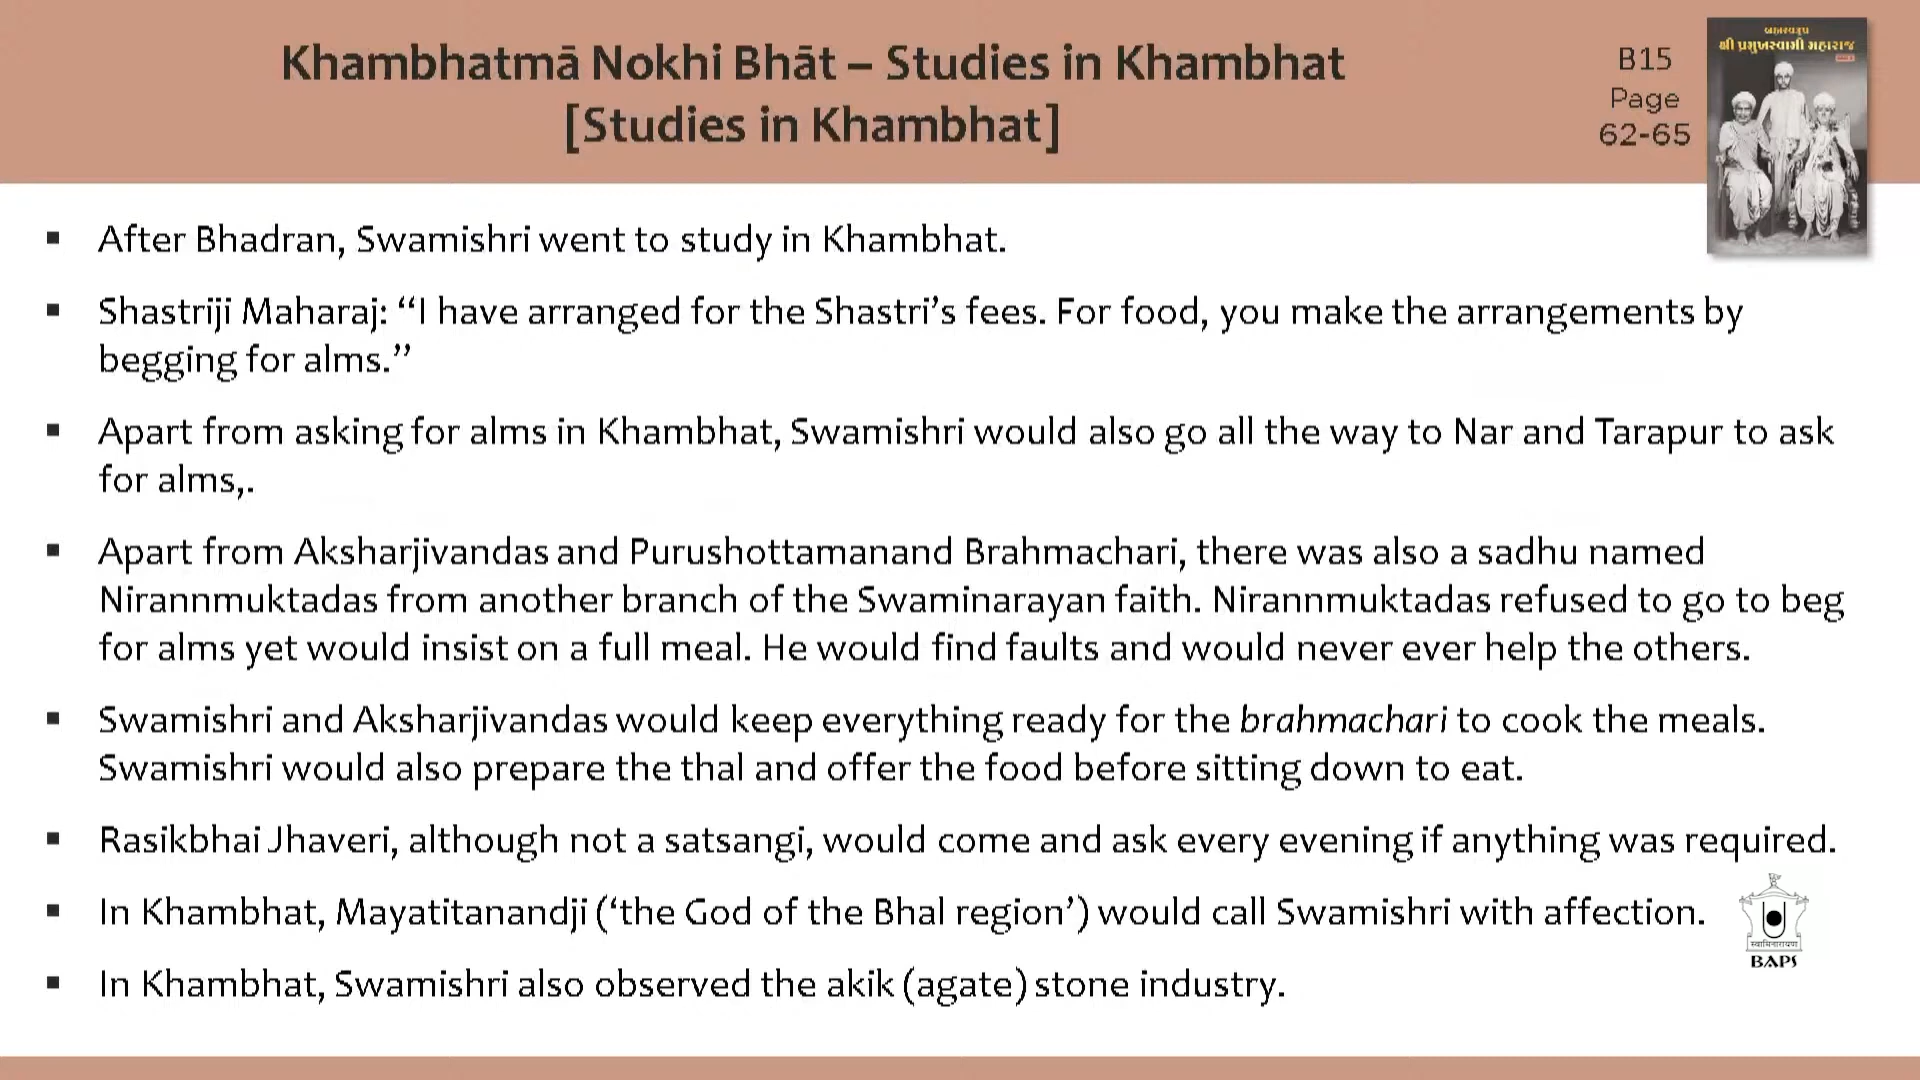 Khambhatmā Nokhi Bhāt – Studies in Khambhat
[Studies in Khambhat]
B15
Page
62-65
બ્રહ્મસ્વરૂપ
શ્રી પ્રમુખસ્વામી મહારાજ
▪ After Bhadran, Swamishri went to study in Khambhat.
▪ Shastriji Maharaj: “I have arranged for the Shastri’s fees. For food, you make the arrangements by
begging for alms.”
▪ Apart from asking for alms in Khambhat, Swamishri would also go all the way to Nar and Tarapur to ask
for alms,.
▪ Apart from Aksharjivandas and Purushottamanand Brahmachari, there was also a sadhu named
Nirannmuktadas from another branch of the Swaminarayan faith. Nirannmuktadas refused to go to beg
for alms yet would insist on a full meal. He would find faults and would never ever help the others.
▪ Swamishri and Aksharjivandas would keep everything ready for the brahmachari to cook the meals.
Swamishri would also prepare the thal and offer the food before sitting down to eat.
▪ Rasikbhai Jhaveri, although not a satsangi, would come and ask every evening if anything was required.
▪ In Khambhat, Mayatitanandji (‘the God of the Bhal region’) would call Swamishri with affection.
▪ In Khambhat, Swamishri also observed the akik (agate) stone industry.
स्वामिनारायण
BAPS